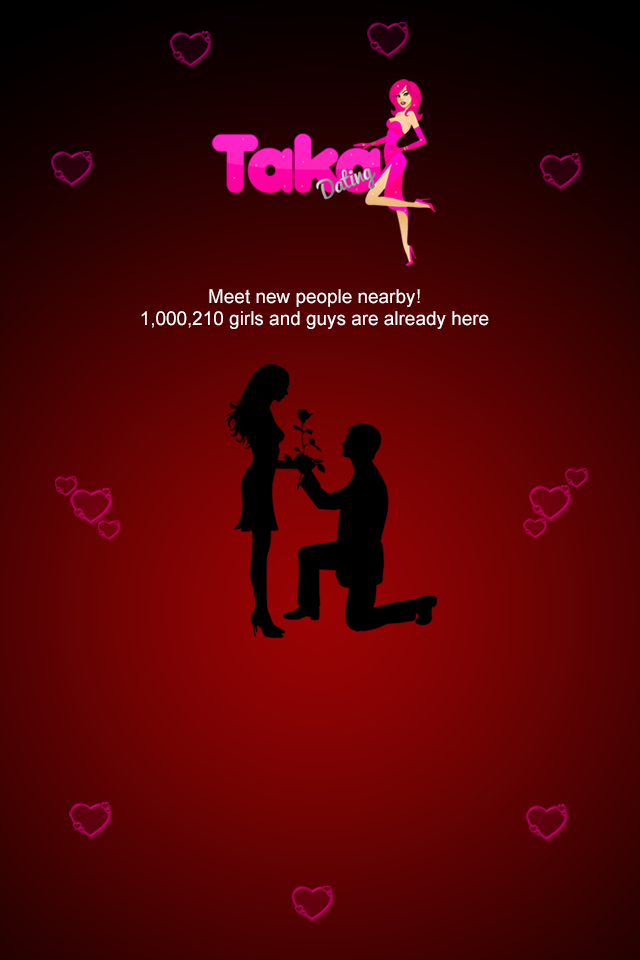 Taka
Dating
Meet new people nearby!
1,000,210 girls and guys are already here